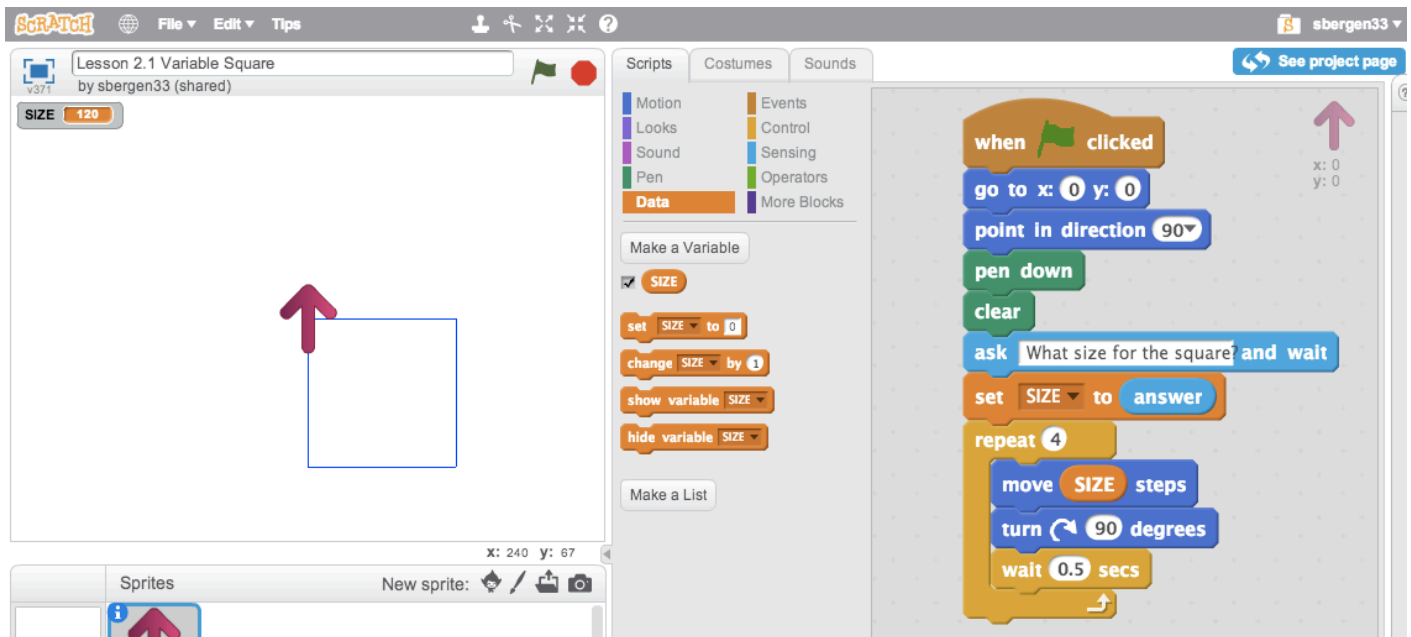 SCRATCH File Edit Tips sbergen33
Lesson 2.1 Variable Square
v371 by sbergen33 (shared)
SIZE 120
x: 240 y: 67
Sprites New sprite:
Scripts Costumes Sounds
See project page
Motion Events
Looks Control
Sound Sensing
Pen Operators
Data More Blocks
Make a Variable
SIZE
set SIZE to 0
change SIZE by 1
show variable SIZE
hide variable SIZE
Make a List
when clicked
go to x: 0 y: 0
point in direction 90
pen down
clear
ask What size for the square? and wait
set SIZE to answer
repeat 4
move SIZE steps
turn 90 degrees
wait 0.5 secs
x: 0
y: 0